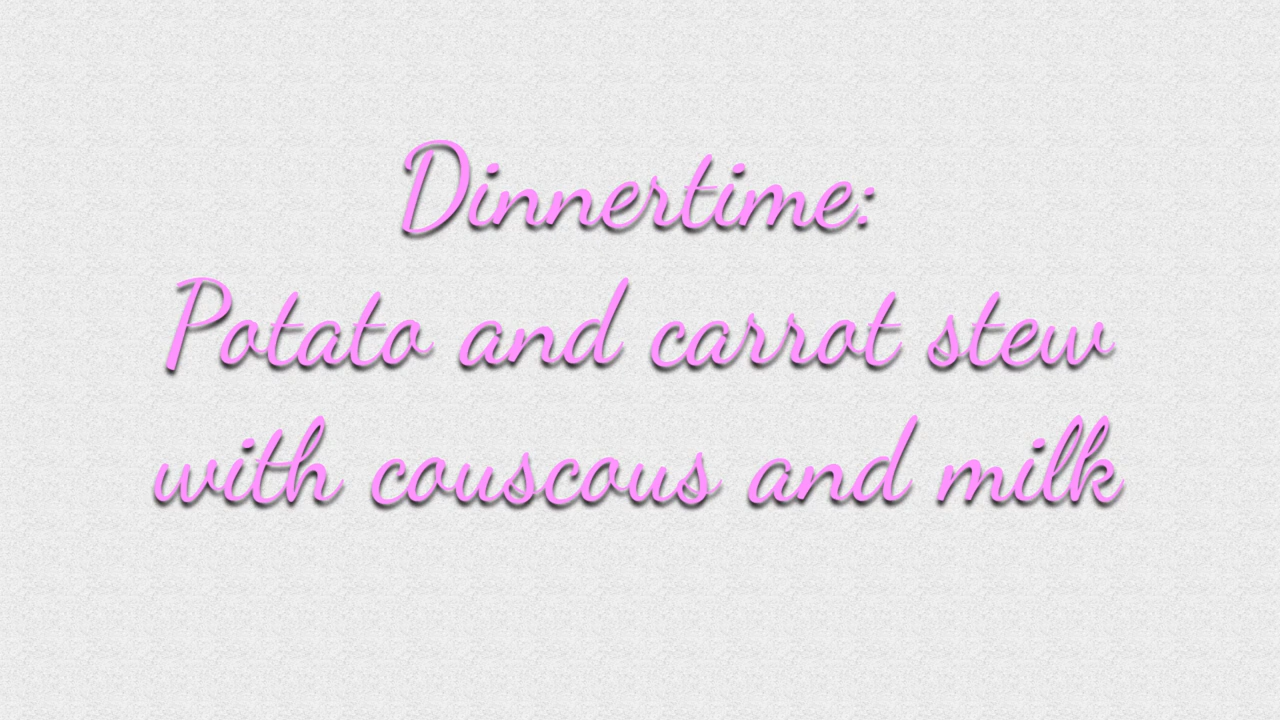 Dinnertime:
Potato and carrot stew
with couscous and milk